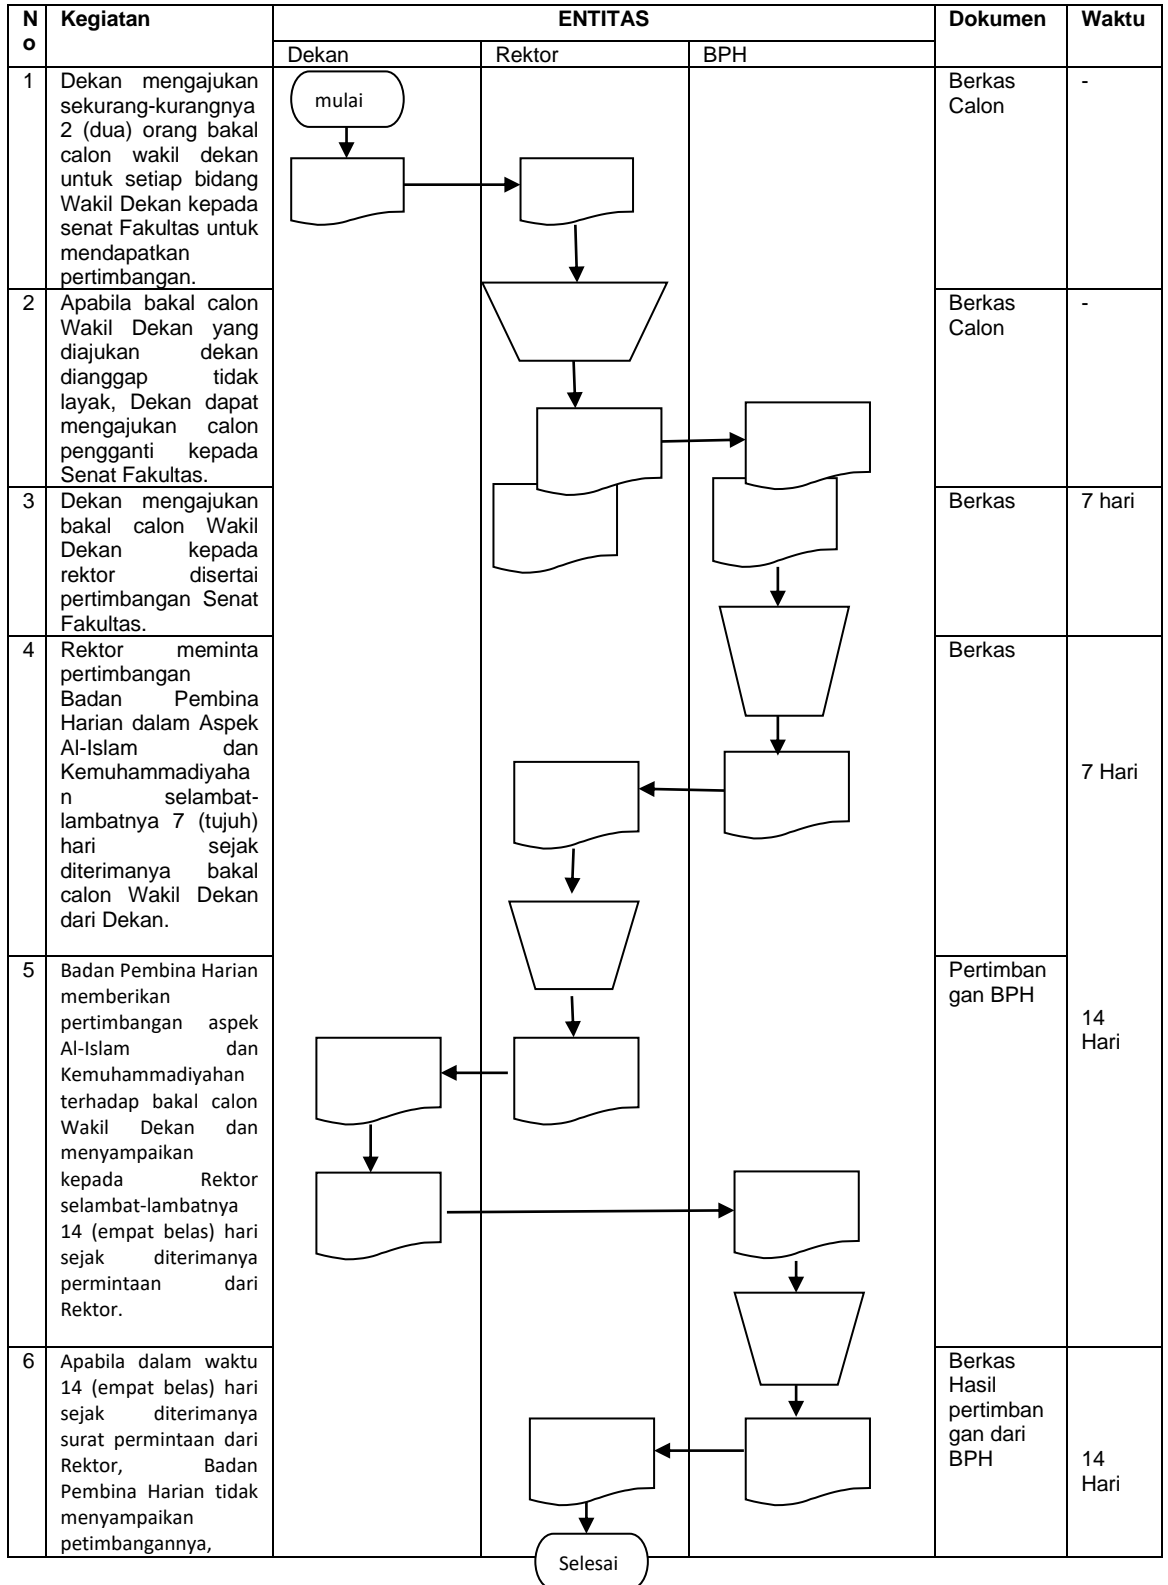 N
o
Kegiatan
ENTITAS
Dokumen
Waktu
Dekan
Rektor
BPH
1
Dekan mengajukan
sekurang-kurangnya
2 (dua) orang bakal
calon wakil dekan
untuk setiap bidang
Wakil Dekan kepada
senat Fakultas untuk
mendapatkan
pertimbangan.
mulai
Berkas
Calon
-
2
Apabila bakal calon
Wakil Dekan yang
diajukan dekan
dianggap tidak
layak, Dekan dapat
mengajukan calon
pengganti kepada
Senat Fakultas.
Berkas
Calon
-
3
Dekan mengajukan
bakal calon Wakil
Dekan kepada
rektor disertai
pertimbangan Senat
Fakultas.
Berkas
7 hari
4
Rektor meminta
pertimbangan
Badan Pembina
Harian dalam Aspek
Al-Islam dan
Kemuhammadiyaha
n selambat-
lambatnya 7 (tujuh)
hari sejak
diterimanya bakal
calon Wakil Dekan
dari Dekan.
Berkas
7 Hari
5
Badan Pembina Harian
memberikan
pertimbangan aspek
Al-Islam dan
Kemuhammadiyahan
terhadap bakal calon
Wakil Dekan dan
menyampaikan
kepada Rektor
selambat-lambatnya
14 (empat belas) hari
sejak diterimanya
permintaan dari
Rektor.
Pertimban
gan BPH
14
Hari
6
Apabila dalam waktu
14 (empat belas) hari
sejak diterimanya
surat permintaan dari
Rektor, Badan
Pembina Harian tidak
menyampaikan
petimbangannya,
Berkas
Hasil
pertimban
gan dari
BPH
14
Hari
Selesai